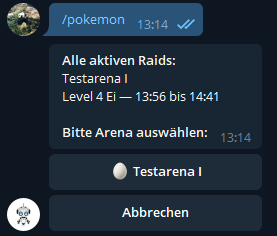 /pokemon 13:14
Alle aktiven Raids:
Testarena I
Level 4 Ei — 13:56 bis 14:41
Bitte Arena auswählen: 13:14
Testarena I
Abbrechen